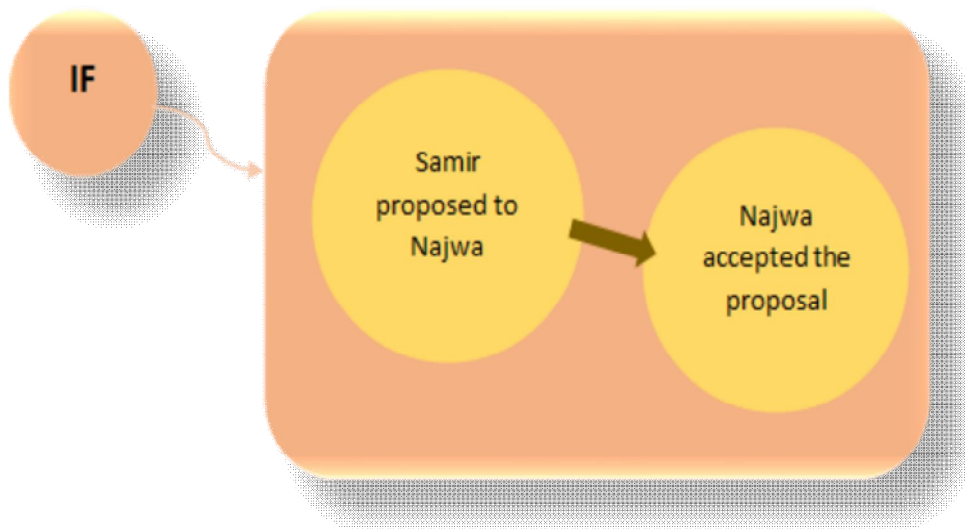 IF
Samir
proposed to
Najwa
Najwa
accepted the
proposal